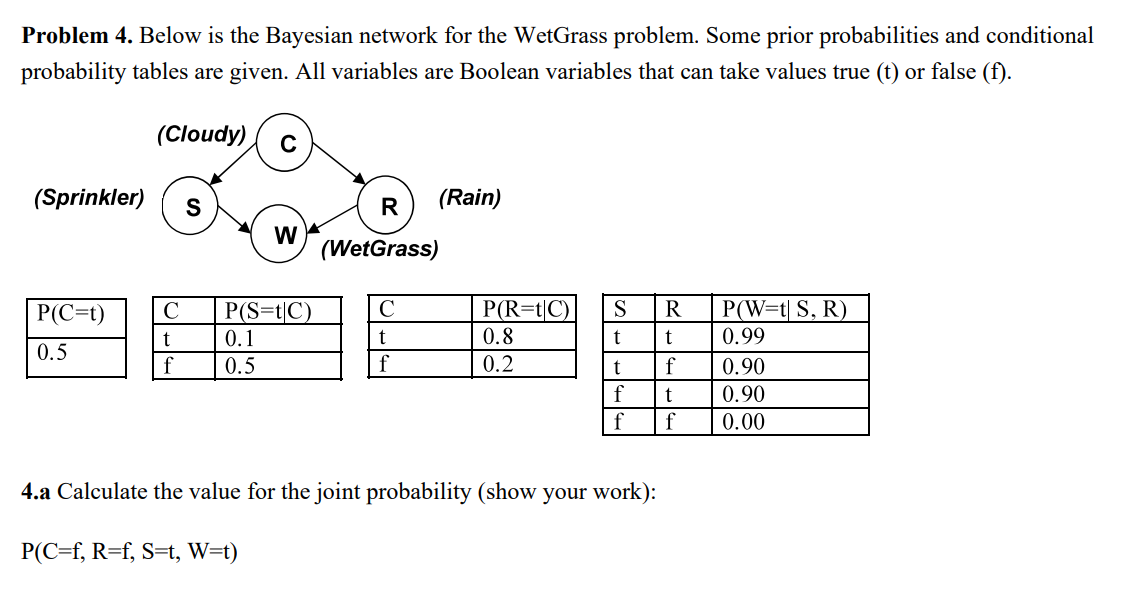 Problem 4. Below is the Bayesian network for the WetGrass problem. Some prior probabilities and conditional
probability tables are given. All variables are Boolean variables that can take values true (t) or false (f).
(Cloudy) C
(Sprinkler) S R (Rain)
W (WetGrass)
P(C=t)
0.5
C P(S=t|C)
t 0.1
f 0.5
C P(R=t|C)
t 0.8
f 0.2
S R P(W=t| S, R)
t t 0.99
t f 0.90
f t 0.90
f f 0.00
4.a Calculate the value for the joint probability (show your work):
P(C=f, R=f, S=t, W=t)